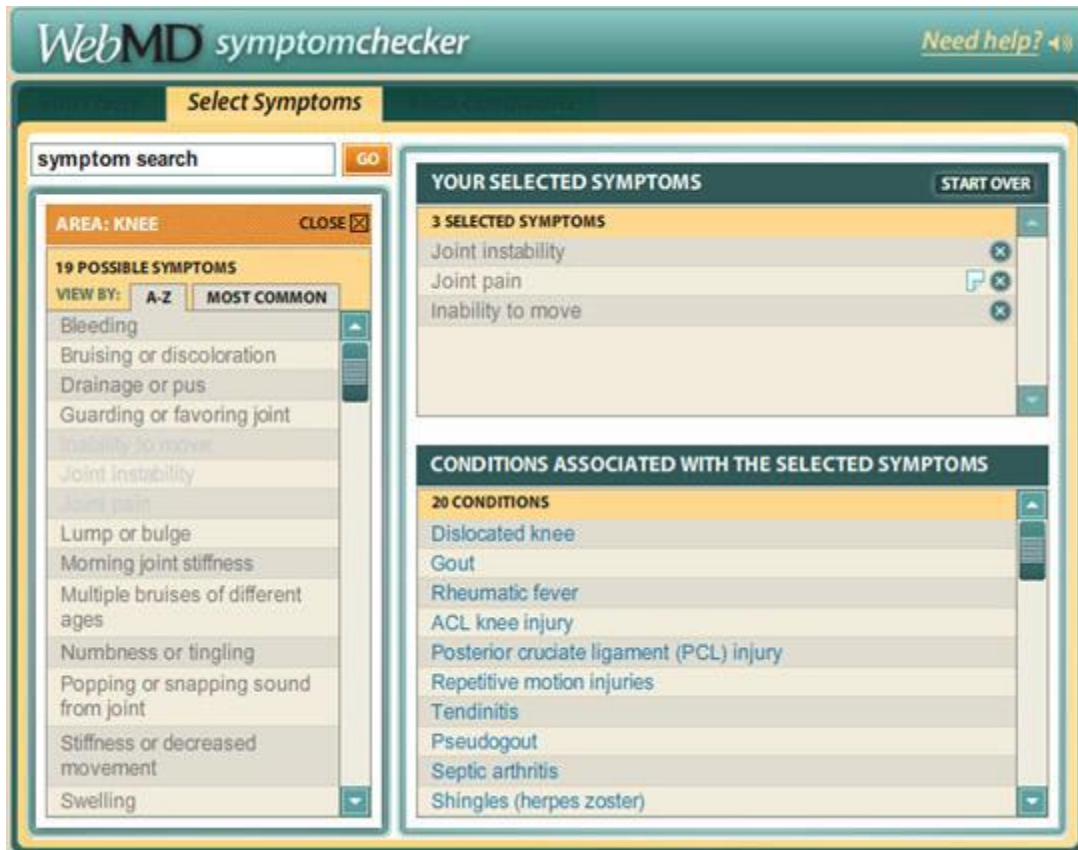 WebMD symptomchecker
Need help?
Select Symptoms
symptom search
GO
AREA: KNEE
CLOSE
19 POSSIBLE SYMPTOMS
VIEW BY:
A-Z
MOST COMMON
Bleeding
Bruising or discoloration
Drainage or pus
Guarding or favoring joint
Inability to move
Joint instability
Joint pain
Lump or bulge
Morning joint stiffness
Multiple bruises of different
ages
Numbness or tingling
Popping or snapping sound
from joint
Stiffness or decreased
movement
Swelling
YOUR SELECTED SYMPTOMS
START OVER
3 SELECTED SYMPTOMS
Joint instability
Joint pain
Inability to move
CONDITIONS ASSOCIATED WITH THE SELECTED SYMPTOMS
20 CONDITIONS
Dislocated knee
Gout
Rheumatic fever
ACL knee injury
Posterior cruciate ligament (PCL) injury
Repetitive motion injuries
Tendinitis
Pseudogout
Septic arthritis
Shingles (herpes zoster)